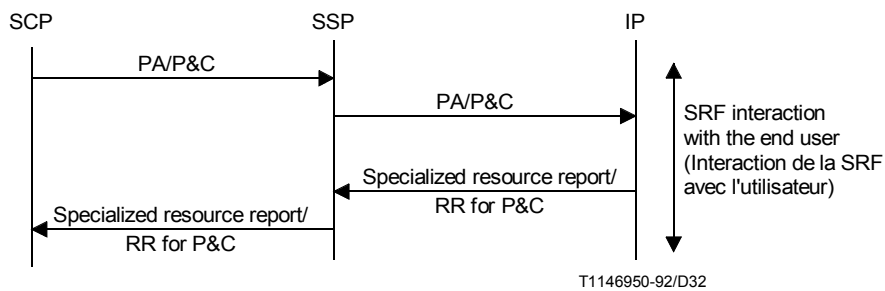 SCP
SSP
IP
PA/P&C
PA/P&C
SRF interaction
with the end user
(Interaction de la SRF
avec l'utilisateur)
Specialized resource report/
RR for P&C
Specialized resource report/
RR for P&C
T1146950-92/D32